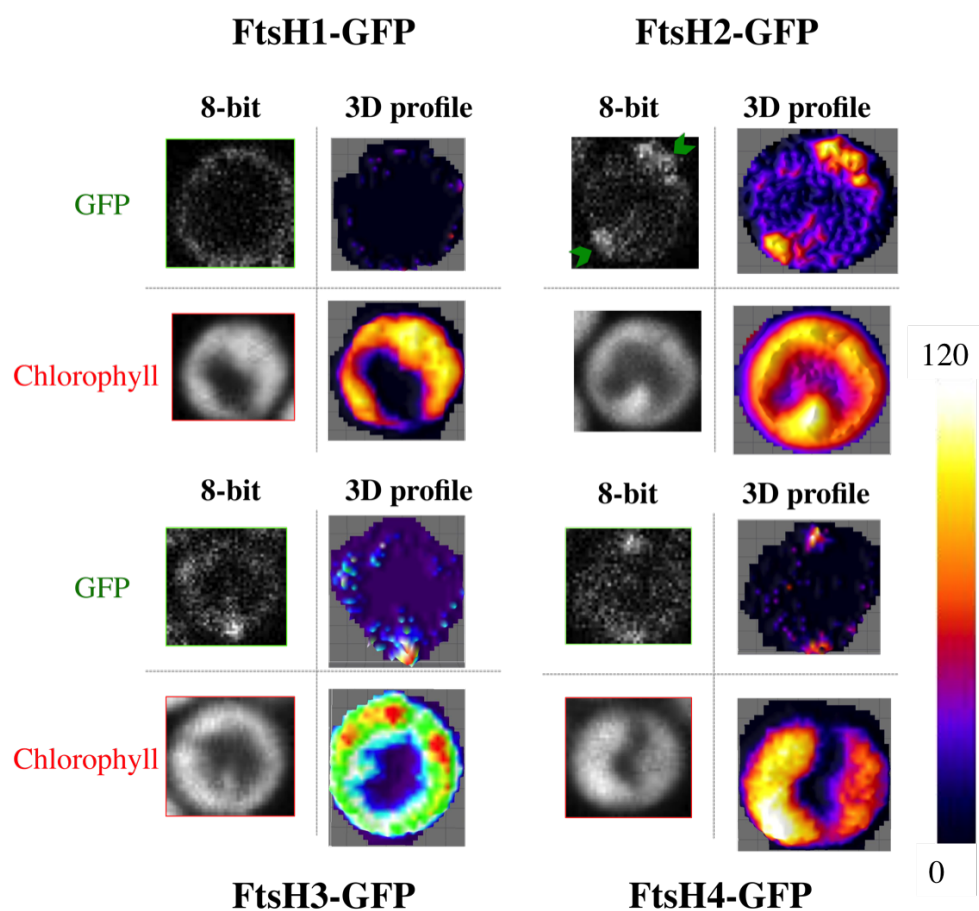 FtsH1-GFP FtsH2-GFP
8-bit 3D profile 8-bit 3D profile
GFP
Chlorophyll
120
8-bit 3D profile 8-bit 3D profile
GFP
Chlorophyll
0
FtsH3-GFP FtsH4-GFP